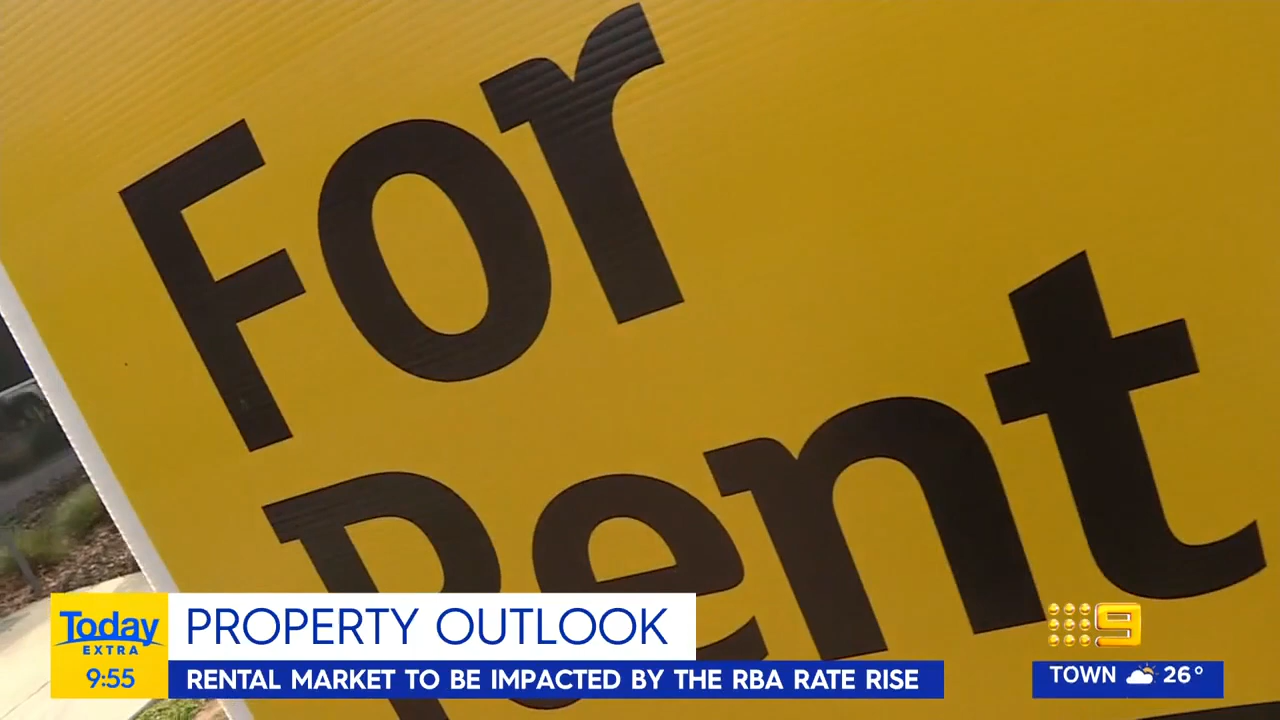 For
Rent
Today
EXTRA
9:55
PROPERTY OUTLOOK
RENTAL MARKET TO BE IMPACTED BY THE RBA RATE RISE
9
TOWN 26°